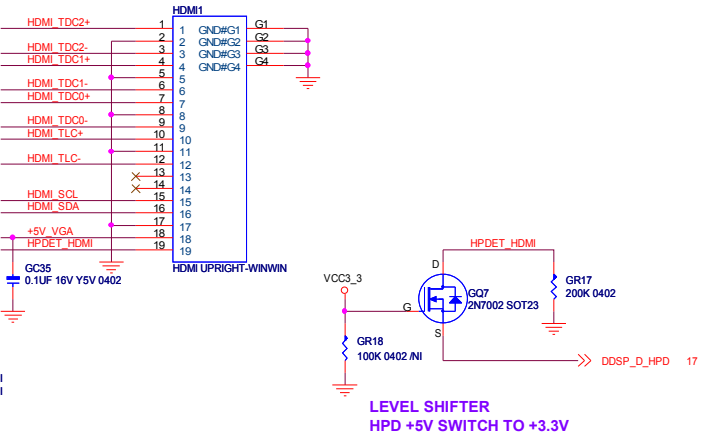 HDMI1
HDMI_TDC2+ 1 1 GND#G1 G1
2 2 GND#G2 G2
HDMI_TDC2- 3 3 GND#G3 G3
HDMI_TDC1+ 4 4 GND#G4 G4
5 5
HDMI_TDC1- 6 6
HDMI_TDC0+ 7 7
8 8
HDMI_TDC0- 9 9
HDMI_TLC+ 10 10
11 11
HDMI_TLC- 12 12
13 13
14 14
HDMI_SCL 15 15
HDMI_SDA 16 16
17 17
+5V_VGA 18 18
HPDET_HDMI 19 19
HDMI UPRIGHT-WINWIN
GC35
0.1UF 16V Y5V 0402
HPDET_HDMI
VCC3_3
D
G
S
GQ7
2N7002 SOT23
GR17
200K 0402
GR18
100K 0402 /NI
DDSP_D_HPD 17
LEVEL SHIFTER
HPD +5V SWITCH TO +3.3V